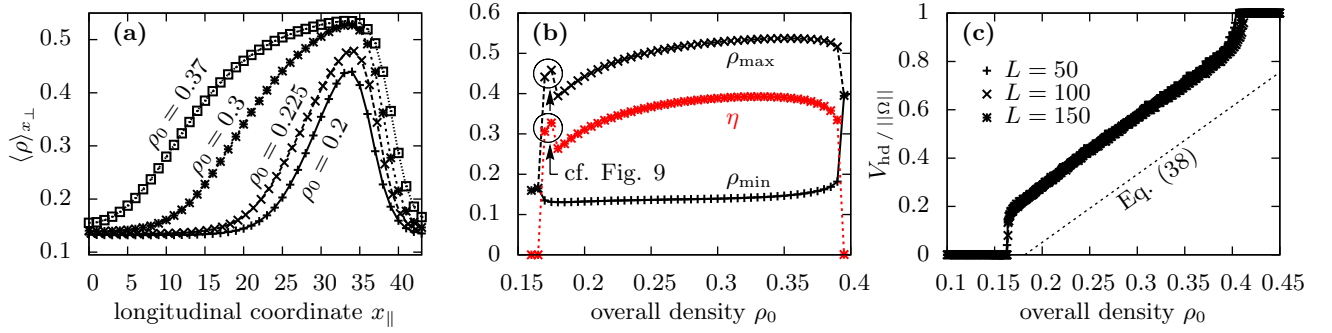 (a)
0.5
0.4
0.3
0.2
0.1
⟨ρ⟩x⊥
ρ0 = 0.37
ρ0 = 0.3
ρ0 = 0.225
ρ0 = 0.2
0 5 10 15 20 25 30 35 40
longitudinal coordinate x∥
(b)
0.6
0.5
0.4
0.3
0.2
0.1
0
ρmax
η
cf. Fig. 9
ρmin
0.15 0.2 0.25 0.3 0.35 0.4
overall density ρ0
(c)
1
0.8
0.6
0.4
0.2
0
Vhd / ||Ω||
L = 50
L = 100
L = 150
Eq. (38)
0.1 0.15 0.2 0.25 0.3 0.35 0.4 0.45
overall density ρ0